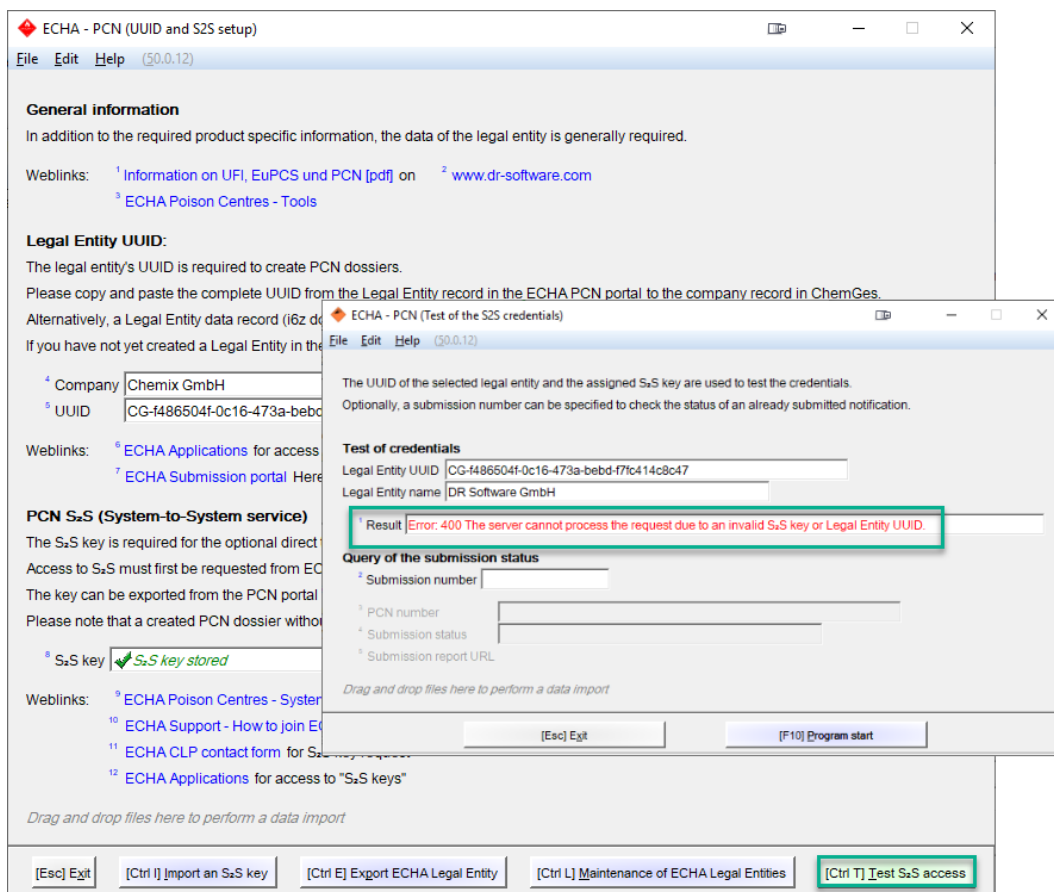 ECHA - PCN (UUID and S2S setup)
File Edit Help (50.0.12)
General information
In addition to the required product specific information, the data of the legal entity is generally required.
Weblinks: 1 Information on UFI, EuPCS und PCN [pdf] on 2 www.dr-software.com
3 ECHA Poison Centres - Tools
Legal Entity UUID:
The legal entity's UUID is required to create PCN dossiers.
Please copy and paste the complete UUID from the Legal Entity record in the ECHA PCN portal to the company record in ChemGes.
Alternatively, a Legal Entity data record (i6z
If you have not yet created a Legal Entity in the
4 Company Chemix GmbH
5 UUID CG-f486504f-0c16-473a-bebd
Weblinks: 6 ECHA Applications for access
7 ECHA Submission portal Here
PCN S2S (System-to-System service)
The S2S key is required for the optional direct
Access to S2S must first be requested from
The key can be exported from the PCN portal
Please note that a created PCN dossier
8 S2S key S2S key stored
Weblinks: 9 ECHA Poison Centres -
10 ECHA Support - How to join
11 ECHA CLP contact form for S2S key request
12 ECHA Applications for access to "S2S keys"
Drag and drop files here to perform a data import
[Esc] Exit [Ctrl I] Import an S2S key [Ctrl E] Export ECHA Legal Entity [Ctrl L] Maintenance of ECHA Legal Entities [Ctrl T] Test S2S access
ECHA - PCN (Test of the S2S credentials)
File Edit Help (50.0.12)
The UUID of the selected legal entity and the assigned S2S key are used to test the credentials.
Optionally, a submission number can be specified to check the status of an already submitted notification.
Test of credentials
Legal Entity UUID CG-f486504f-0c16-473a-bebd-f7fc414c8c47
Legal Entity name DR Software GmbH
1 Result Error: 400 The server cannot process the request due to an invalid S2S key or Legal Entity UUID.
Query of the submission status
2 Submission number
3 PCN number
4 Submission status
5 Submission report URL
Drag and drop files here to perform a data import
[Esc] Exit [F10] Program start